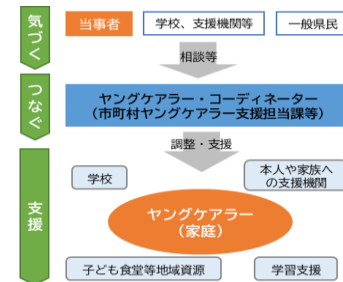 気づく
当事者
学校、支援機関等
一般県民
相談等
つなぐ
ヤングケアラー・コーディネーター
（市町村ヤングケアラー支援担当課等）
調整・支援
支援
学校
本人や家族へ
の支援機関
ヤングケアラー
（家庭）
子ども食堂等地域資源
学習支援